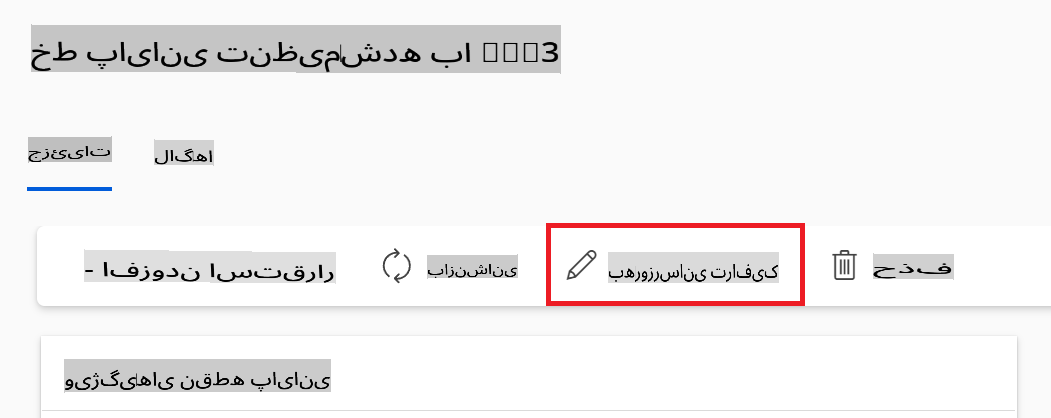 خط پایانی تنظیم‌شده با □□□3
جزئیات لاگ‌ها
- افزودن استقرار بازنشانی به‌روزرسانی ترافیک حذف
ویژگی‌های نقطه پایانی